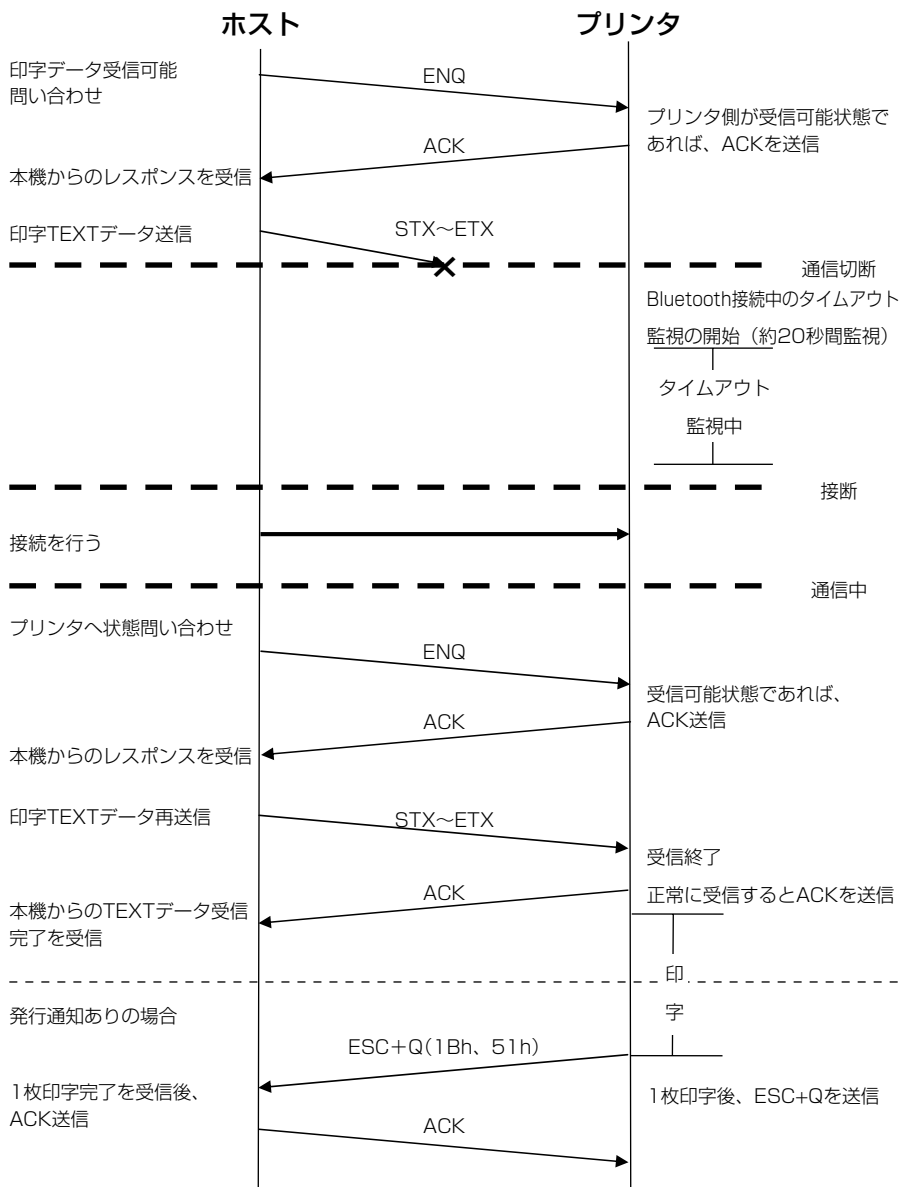 ホスト
プリンタ
印字データ受信可能
問い合わせ
ENQ
プリンタ側が受信可能状態で
あれば、ACKを送信
ACK
本機からのレスポンスを受信
印字TEXTデータ送信
STX～ETX
通信切断
Bluetooth接続中のタイムアウト
監視の開始（約20秒間監視）
タイムアウト
監視中
接断
接続を行う
通信中
プリンタへ状態問い合わせ
ENQ
受信可能状態であれば、
ACK送信
ACK
本機からのレスポンスを受信
印字TEXTデータ再送信
STX～ETX
受信終了
正常に受信するとACKを送信
ACK
本機からのTEXTデータ受信
完了を受信
印
字
発行通知ありの場合
ESC＋Q(1Bh、51h)
1枚印字後、ESC+Qを送信
1枚印字完了を受信後、
ACK送信
ACK